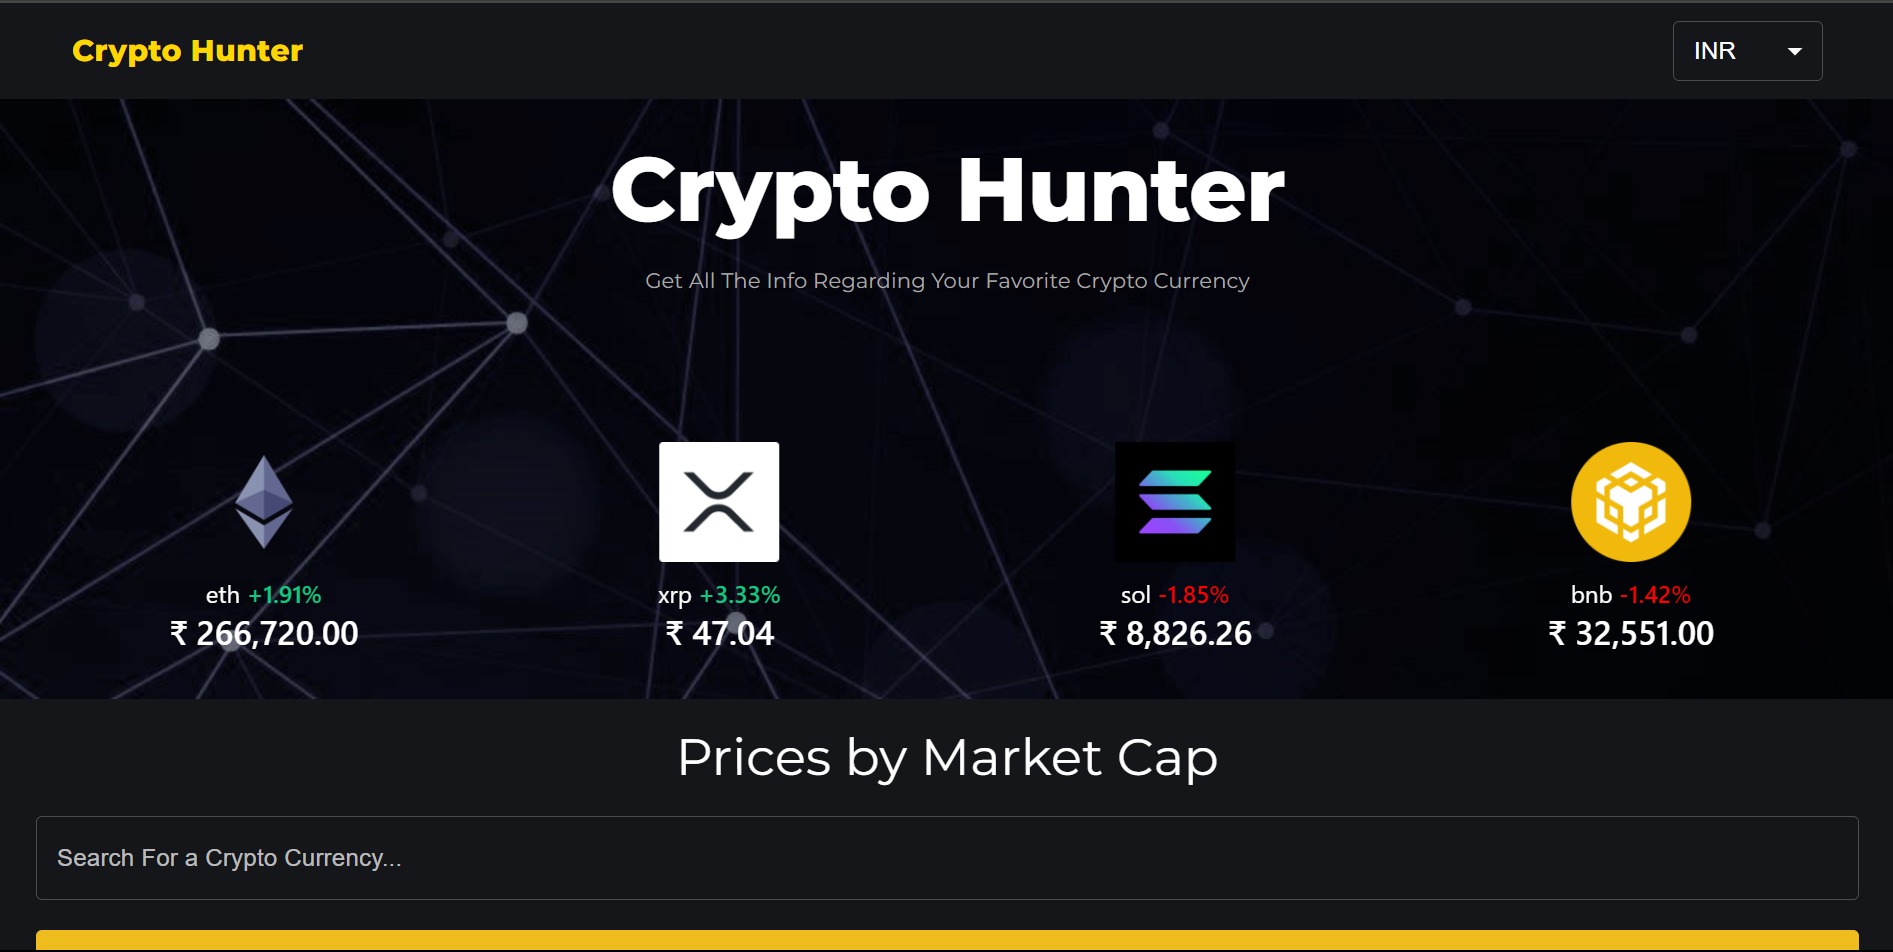 Crypto Hunter
INR
Crypto Hunter
Get All The Info Regarding Your Favorite Crypto Currency
eth +1.91%
₹ 266,720.00
xrp +3.33%
₹ 47.04
sol -1.85%
₹ 8,826.26
bnb -1.42%
₹ 32,551.00
Prices by Market Cap
Search For a Crypto Currency...